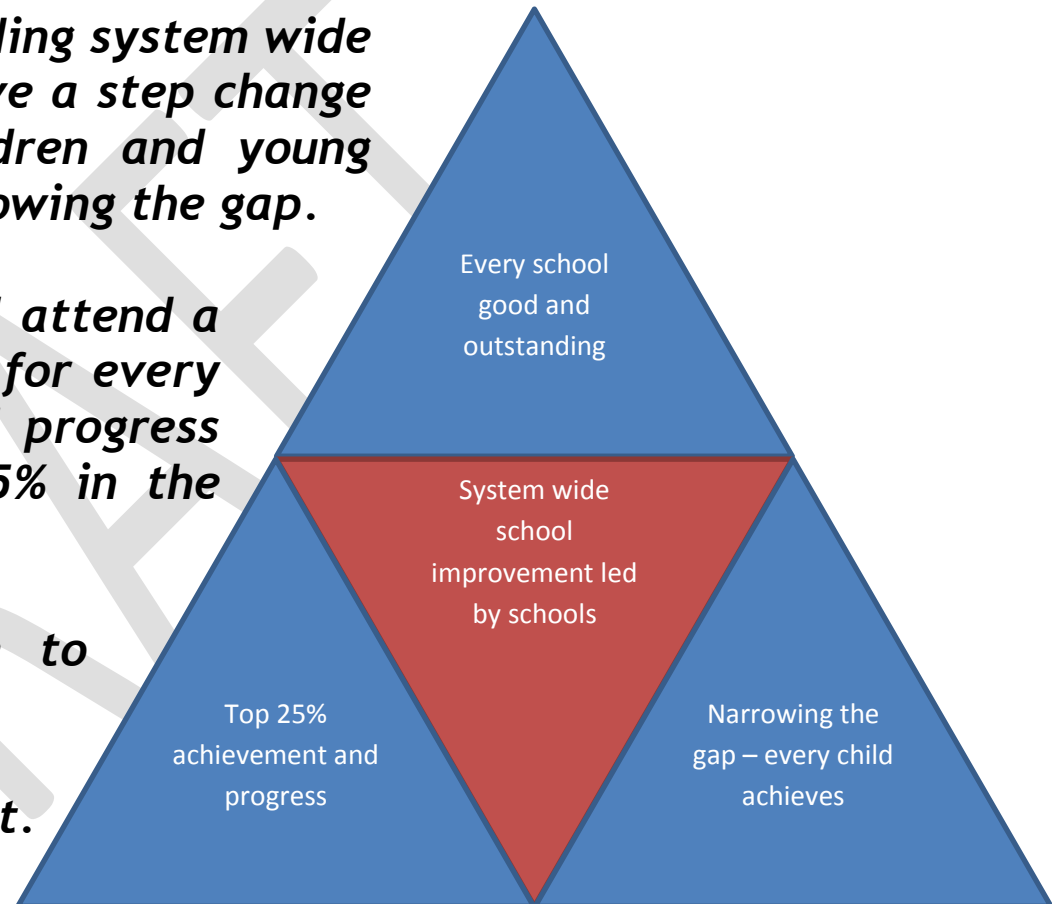 ling system wide
ve a step change
dren and young
owing the gap.
attend a
for every
progress
5% in the
to
t.
Every school
good and
outstanding
System wide
school
improvement led
by schools
Top 25%
achievement and
progress
Narrowing the
gap – every child
achieves